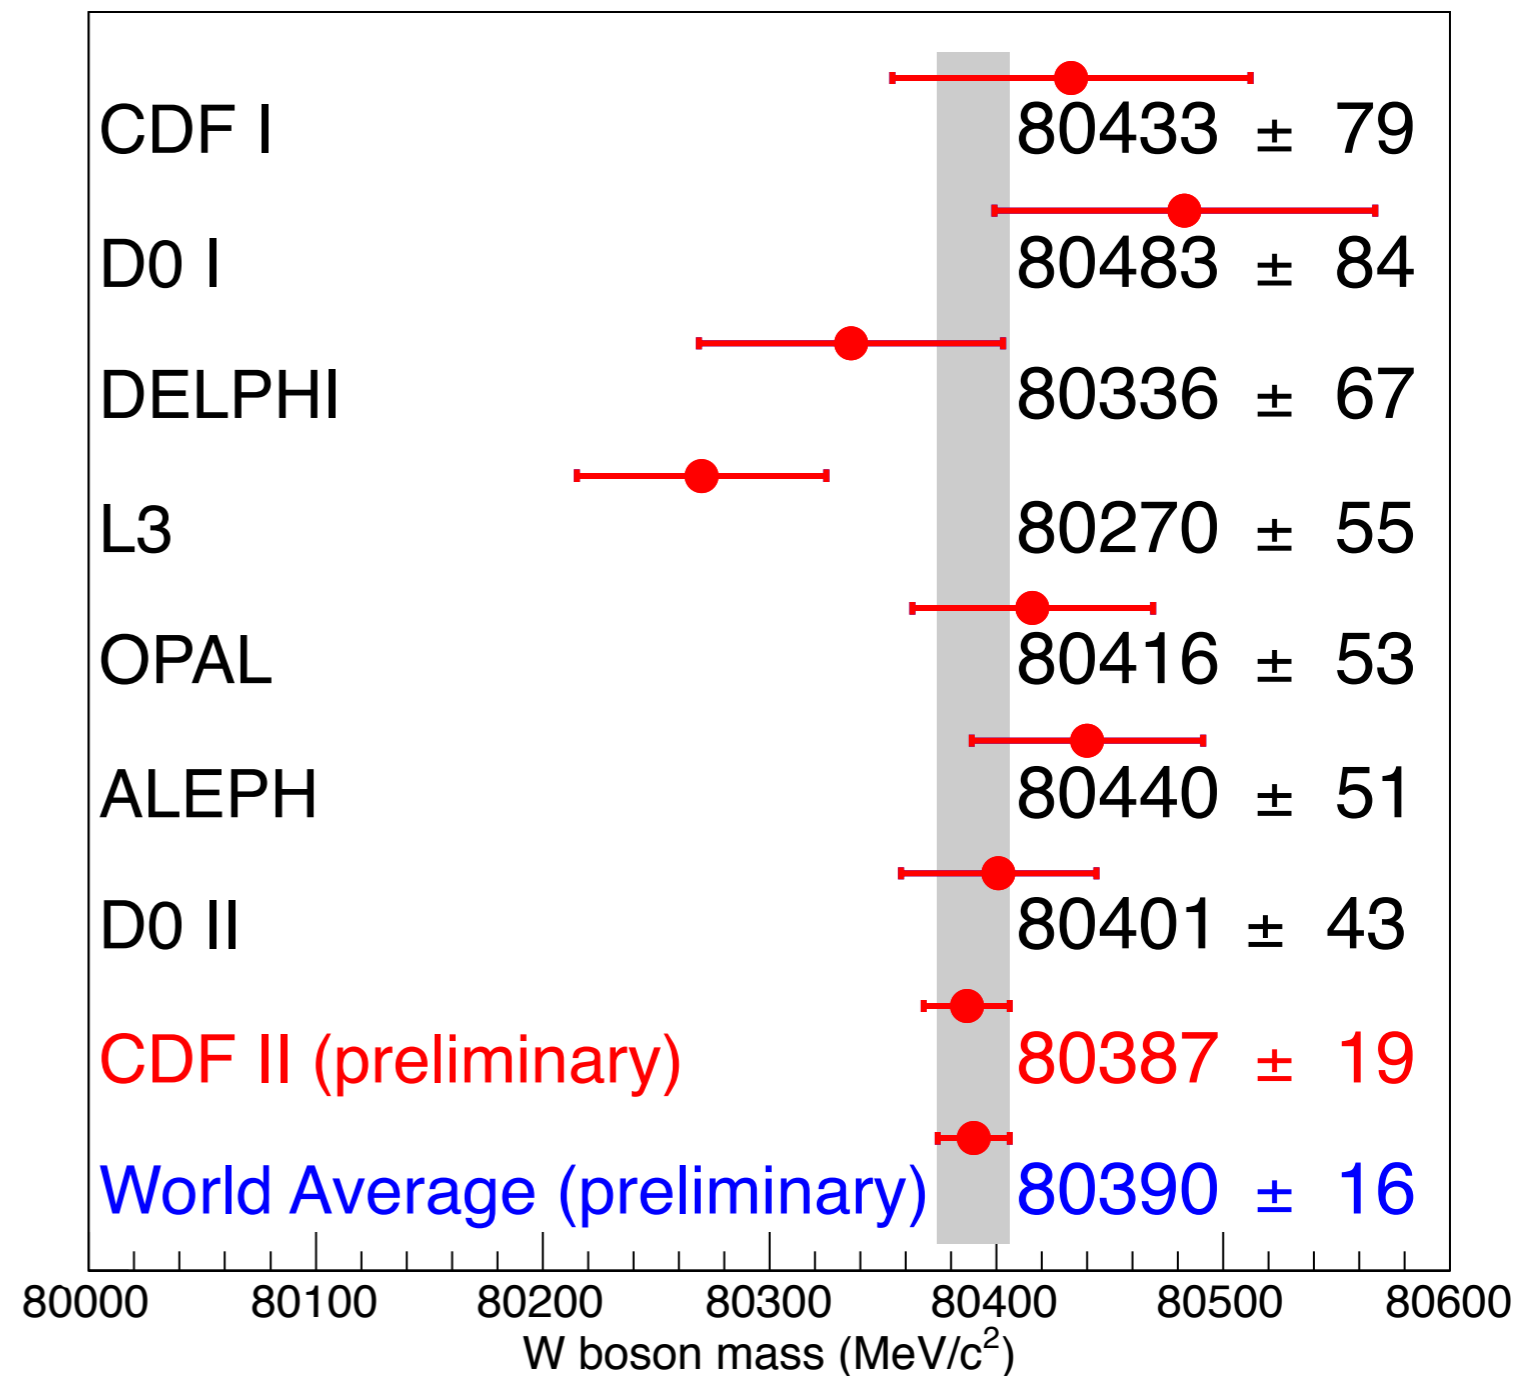 CDF I 80433 ± 79
D0 I 80483 ± 84
DELPHI 80336 ± 67
L3 80270 ± 55
OPAL 80416 ± 53
ALEPH 80440 ± 51
D0 II 80401 ± 43
CDF II (preliminary) 80387 ± 19
World Average (preliminary) 80390 ± 16
80000 80100 80200 80300 80400 80500 80600
W boson mass (MeV/c²)